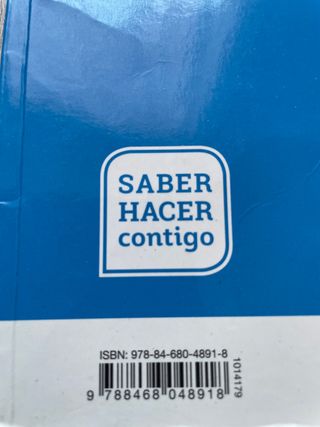 SABER
HACER
contigo
ISBN: 978-84-680-4891-8
1014179
9 788468 048918